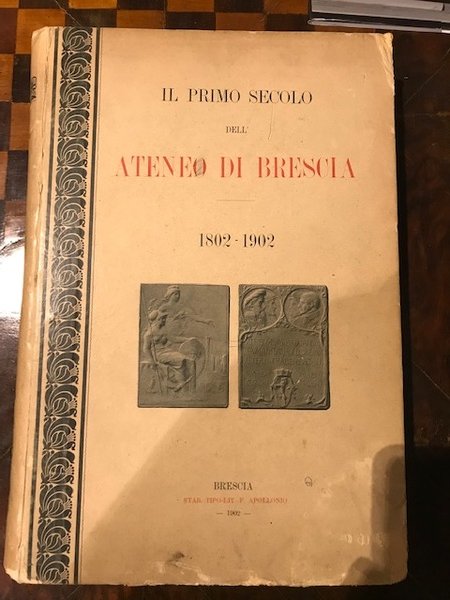 IL PRIMO SECOLO
DELL'
ATENEO DI BRESCIA
1802 - 1902
BRESCIA
STAB. TIPO-LIT. F. APOLLONIO
— 1902 —